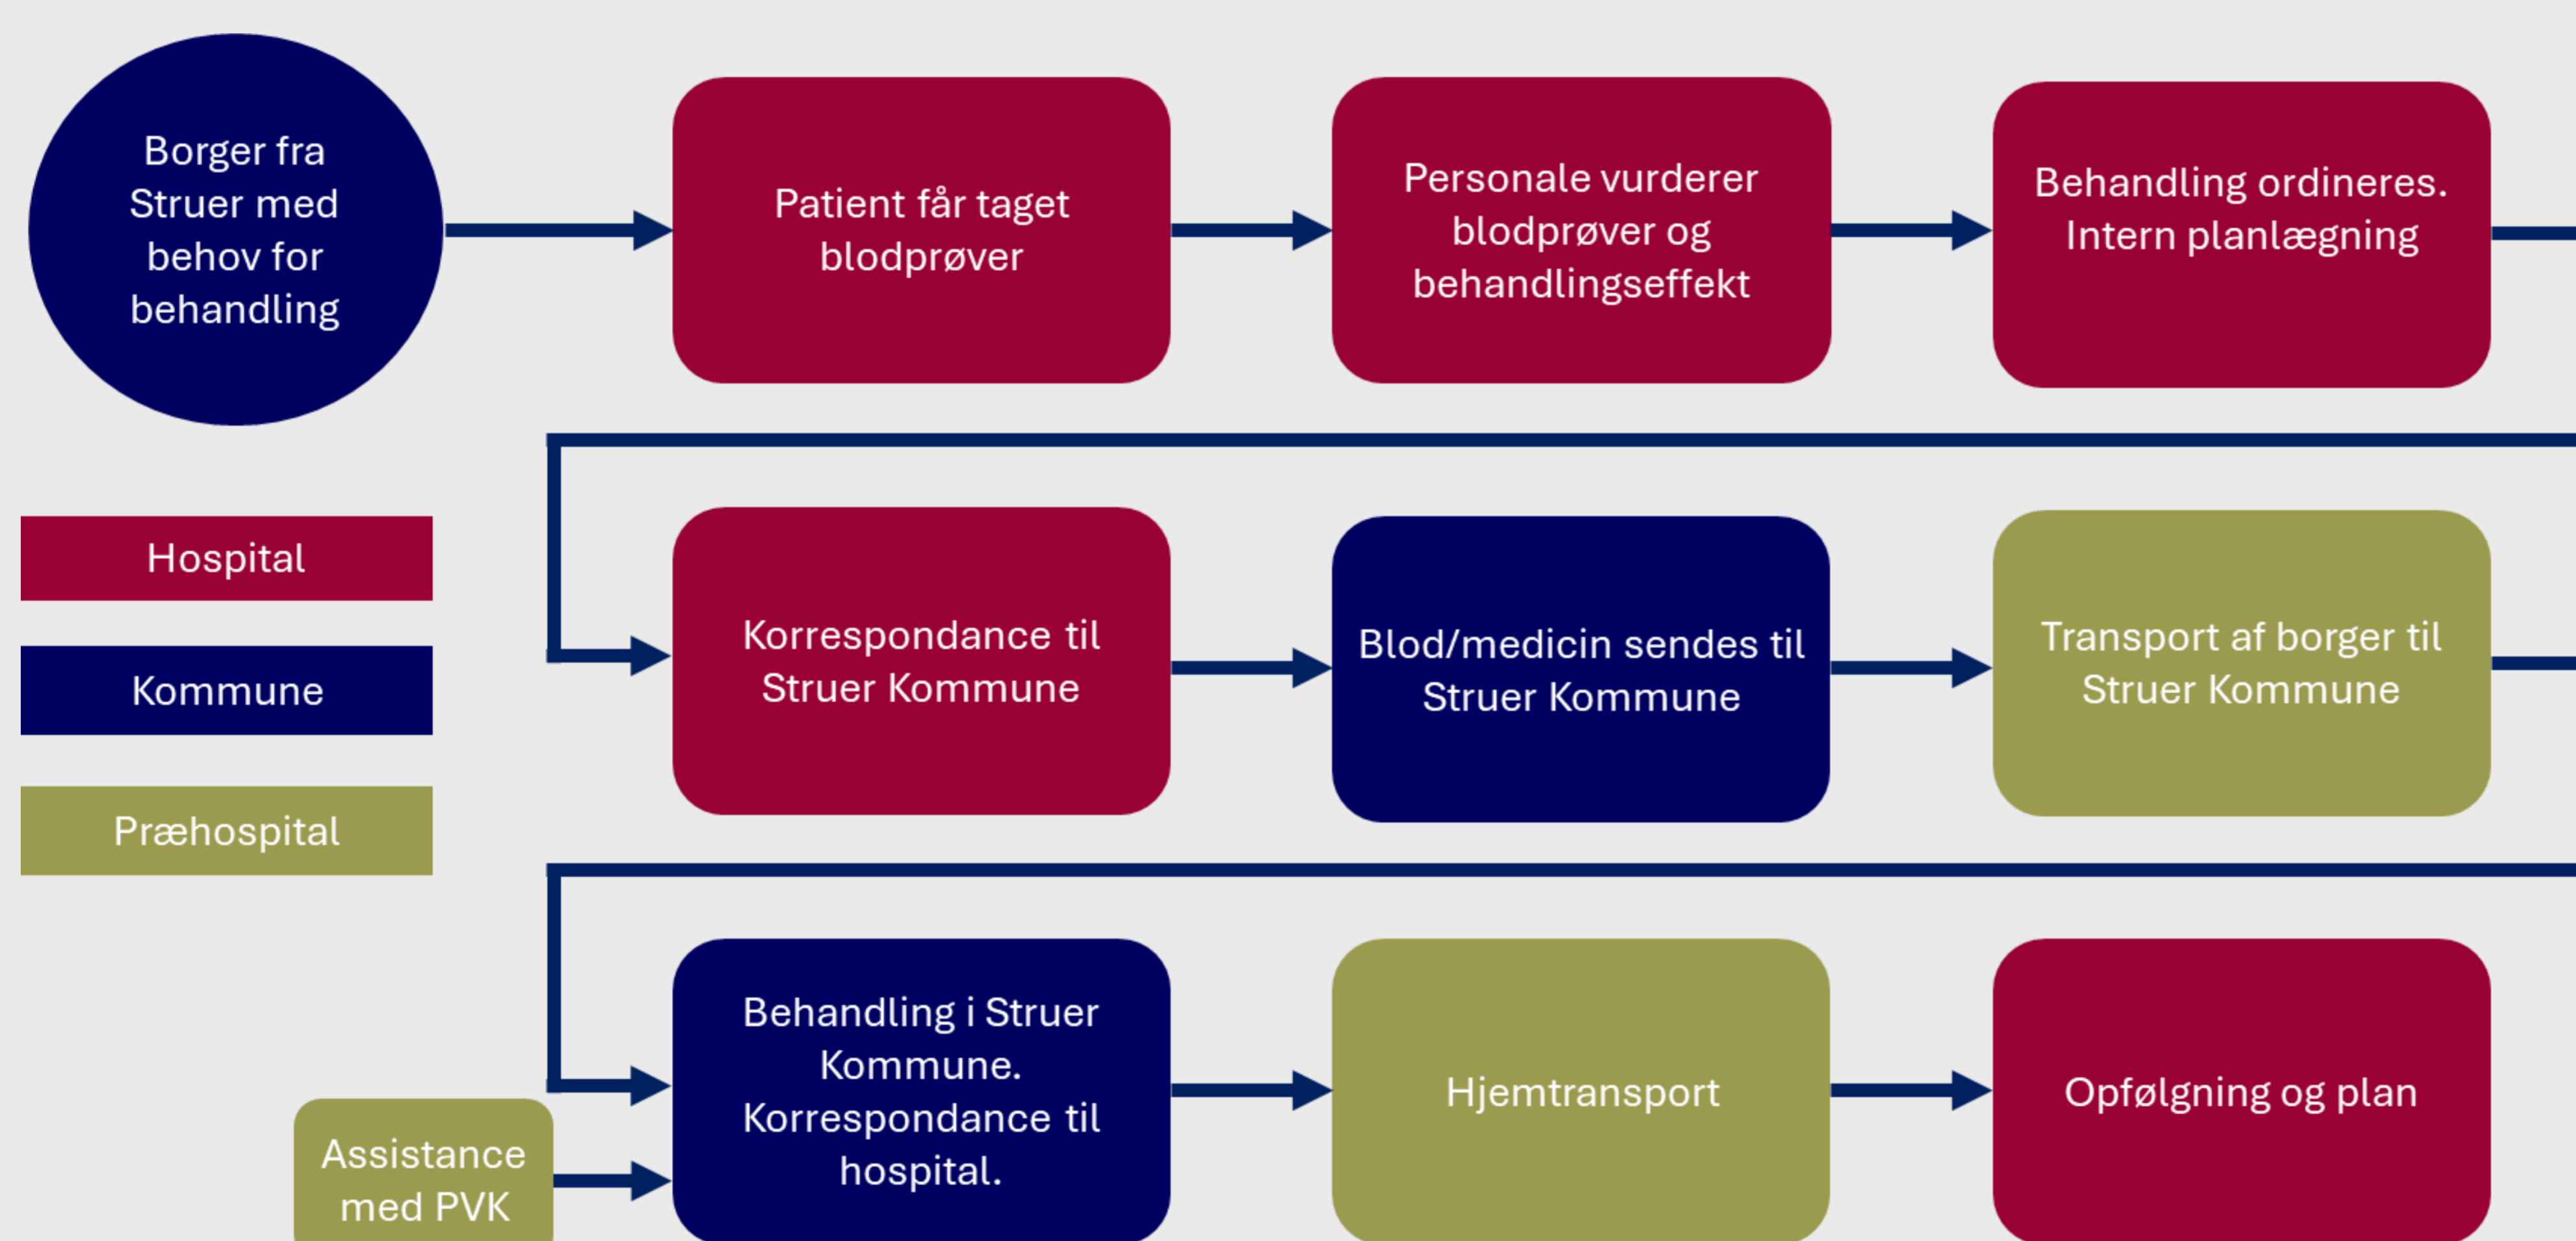 Borger fra
Struer med
behov for
behandling
Patient får taget
blodprøver
Personale vurderer
blodprøver og
behandlingseffekt
Behandling ordineres.
Intern planlægning
Hospital
Kommune
Præhospital
Korrespondance til
Struer Kommune
Blod/medicin sendes til
Struer Kommune
Transport af borger til
Struer Kommune
Assistance
med PVK
Behandling i Struer
Kommune.
Korrespondance til
hospital.
Hjemtransport
Opfølgning og plan